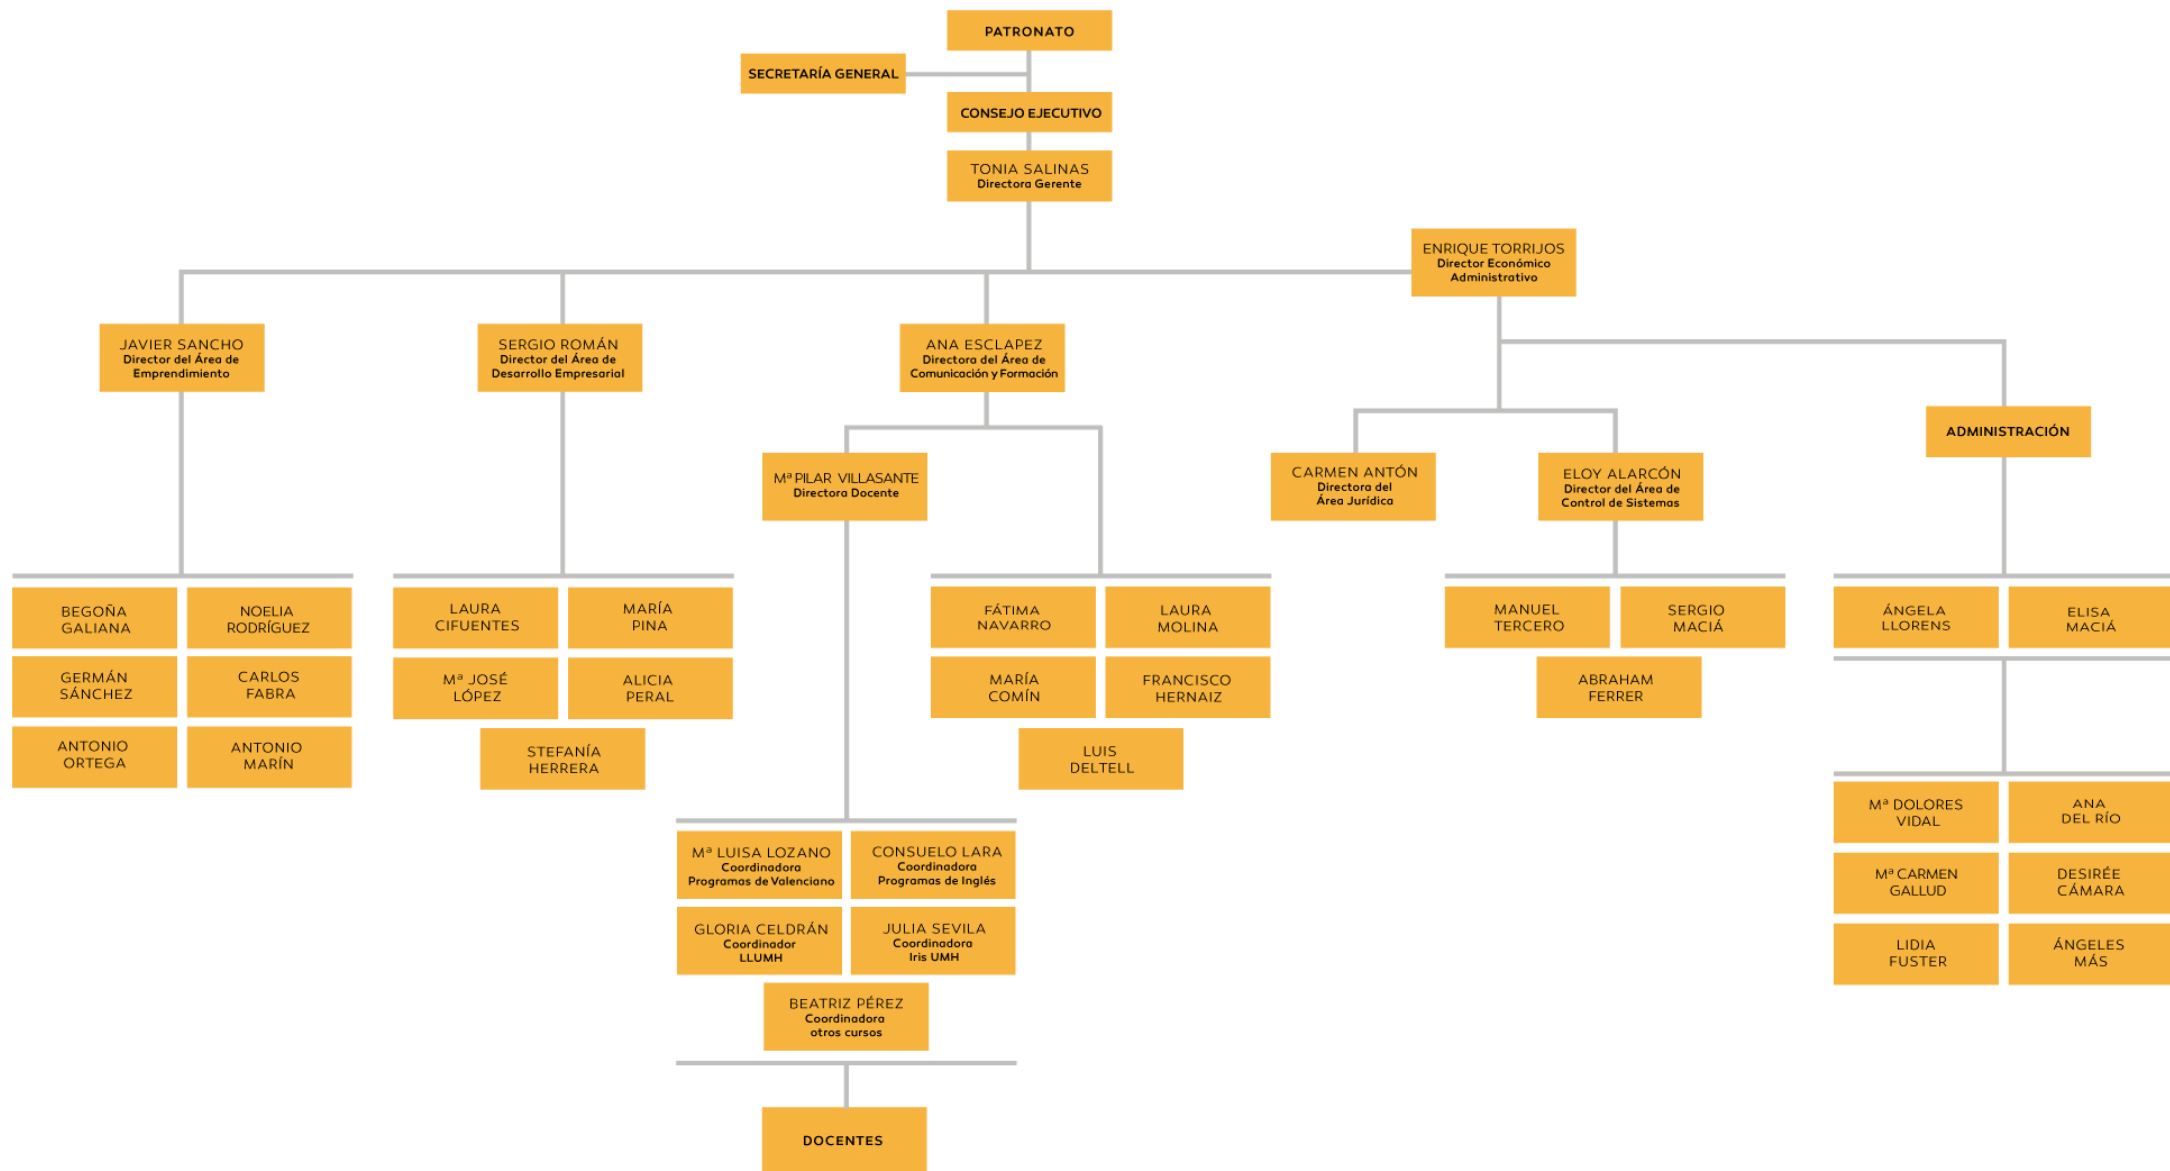 PATRONATO
SECRETARÍA GENERAL
CONSEJO EJECUTIVO
TONIA SALINAS
Directora Gerente
ENRIQUE TORRIJOS
Director Económico
Administrativo
JAVIER SANCHO
Director del Área de
Emprendimiento
SERGIO ROMÁN
Director del Área de
Desarrollo Empresarial
ANA ESCLAPEZ
Directora del Área de
Comunicación y Formación
ADMINISTRACIÓN
Mª PILAR VILLASANTE
Directora Docente
CARMEN ANTÓN
Directora del
Área Jurídica
ELOY ALARCÓN
Director del Área de
Control de Sistemas
BEGOÑA
GALIANA
NOELIA
RODRÍGUEZ
GERMÁN
SÁNCHEZ
CARLOS
FABRA
ANTONIO
ORTEGA
ANTONIO
MARÍN
LAURA
CIFUENTES
MARÍA
PINA
Mª JOSÉ
LÓPEZ
ALICIA
PERAL
STEFANÍA
HERRERA
FÁTIMA
NAVARRO
LAURA
MOLINA
MARÍA
COMÍN
FRANCISCO
HERNAIZ
LUIS
DELTELL
MANUEL
TERCERO
SERGIO
MACIÁ
ABRAHAM
FERRER
ÁNGELA
LLORENS
ELISA
MACIÁ
Mª DOLORES
VIDAL
ANA
DEL RÍO
Mª CARMEN
GALLUD
DESIRÉE
CÁMARA
LIDIA
FUSTER
ÁNGELES
MÁS
Mª LUISA LOZANO
Coordinadora
Programas de Valenciano
CONSUELO LARA
Coordinadora
Programas de Inglés
GLORIA CELDRÁN
Coordinador
LLUMH
JULIA SEVILA
Coordinadora
Iris UMH
BEATRIZ PÉREZ
Coordinadora
otros cursos
DOCENTES